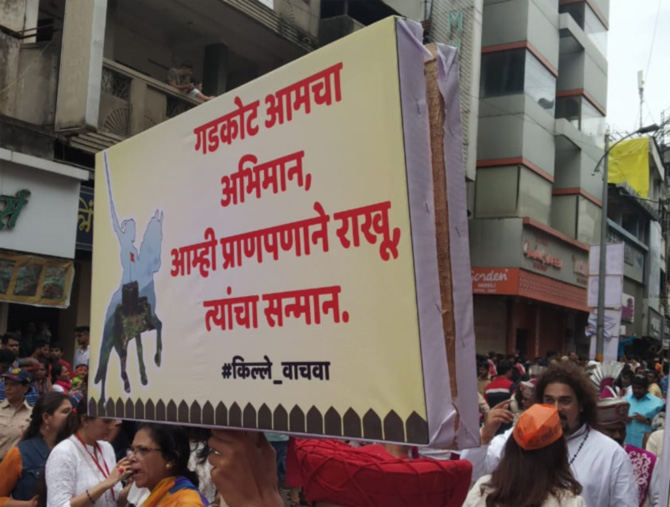 गडकोट आमचा
अभिमान,
आम्ही प्राणपणाने राखू,
त्यांचा सन्मान.
#किल्ले_वाचवा